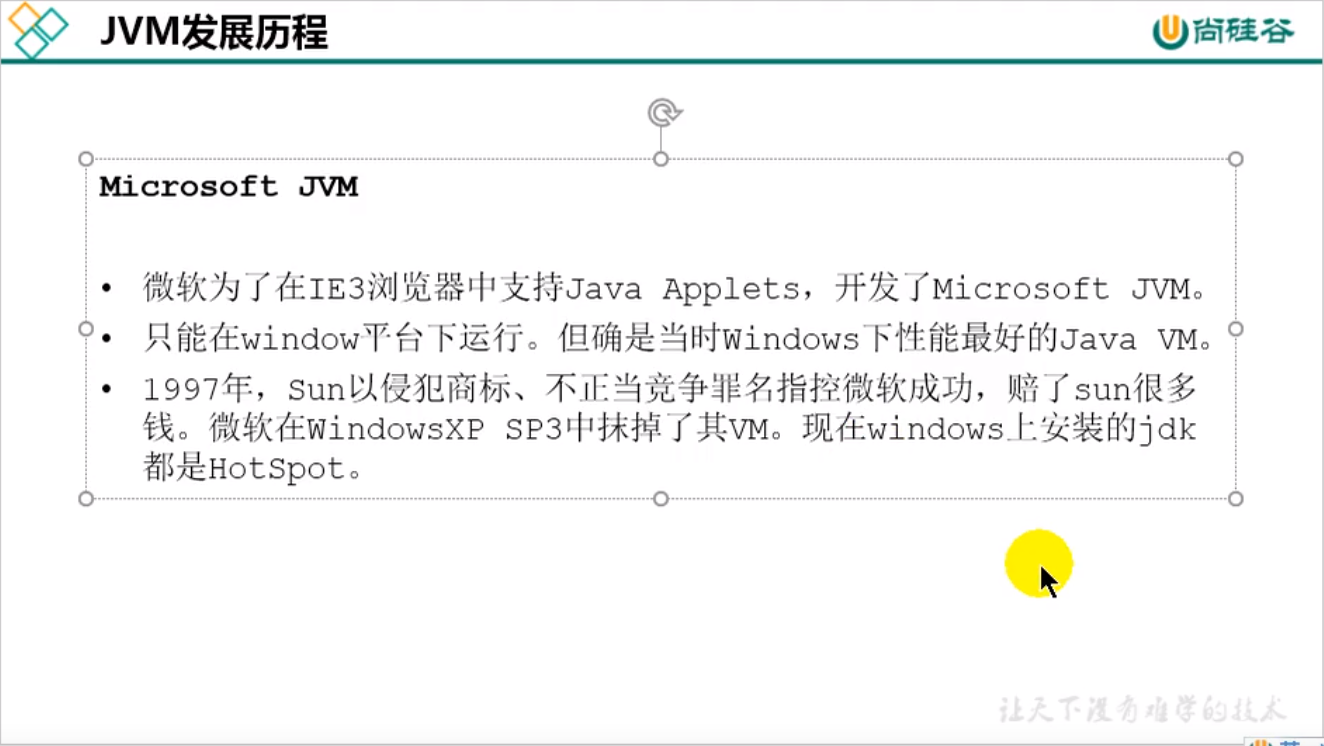 JVM发展历程
尚硅谷
Microsoft JVM
• 微软为了在IE3浏览器中支持Java Applets，开发了Microsoft JVM。
• 只能在window平台下运行。但确是当时Windows下性能最好的Java VM。
• 1997年，Sun以侵犯商标、不正当竞争罪名指控微软成功，赔了sun很多
钱。微软在WindowsXP SP3中抹掉了其VM。现在windows上安装的jdk
都是HotSpot。
让天下没有难学的技术